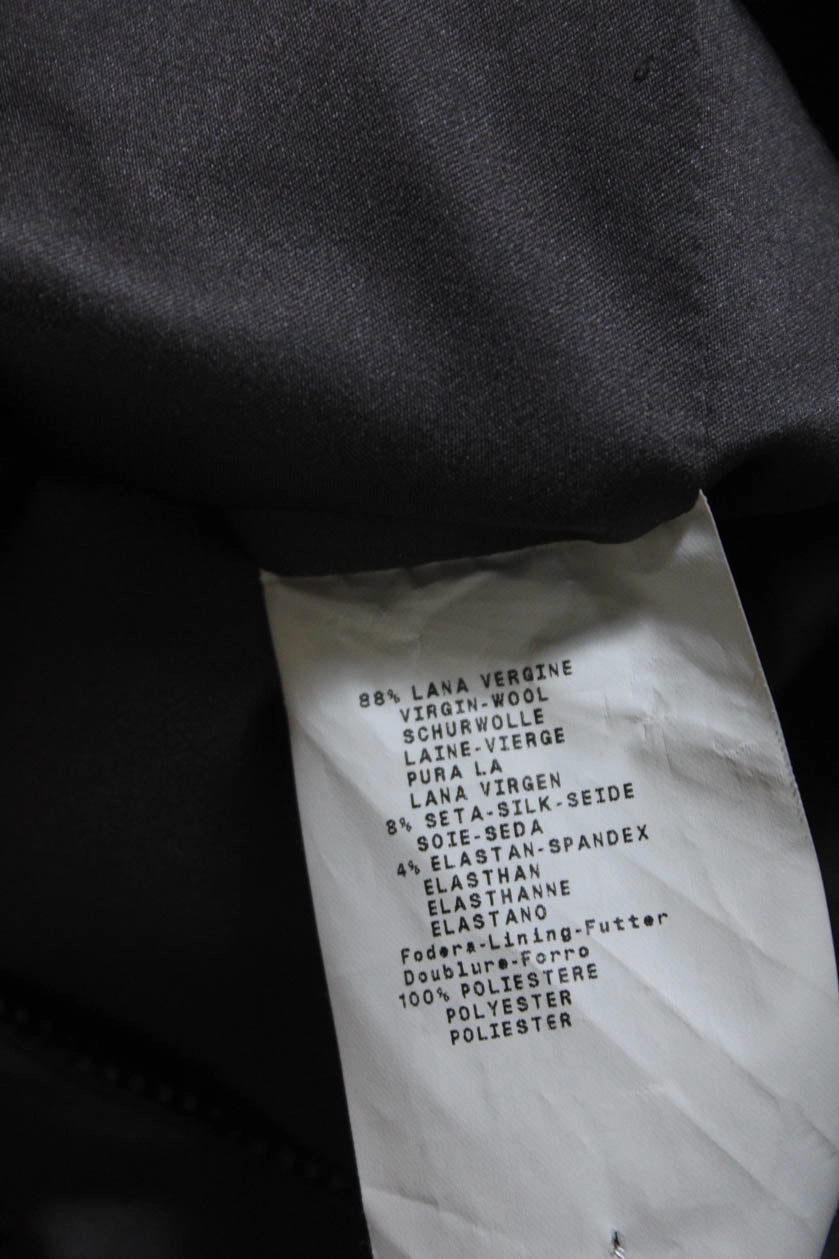 88% LANA VERGINE
VIRGIN-WOOL
SCHURWOLLE
LAINE-VIERGE
PURA LA
LANA VIRGEN
8% SETA-SILK-SEIDE
SOIE-SEDA
4% ELASTAN-SPANDEX
ELASTHAN
ELASTHANNE
ELASTANO
Fodera-Lining-Futter
Doublure-Forro
100% POLIESTERE
POLYESTER
POLIESTER